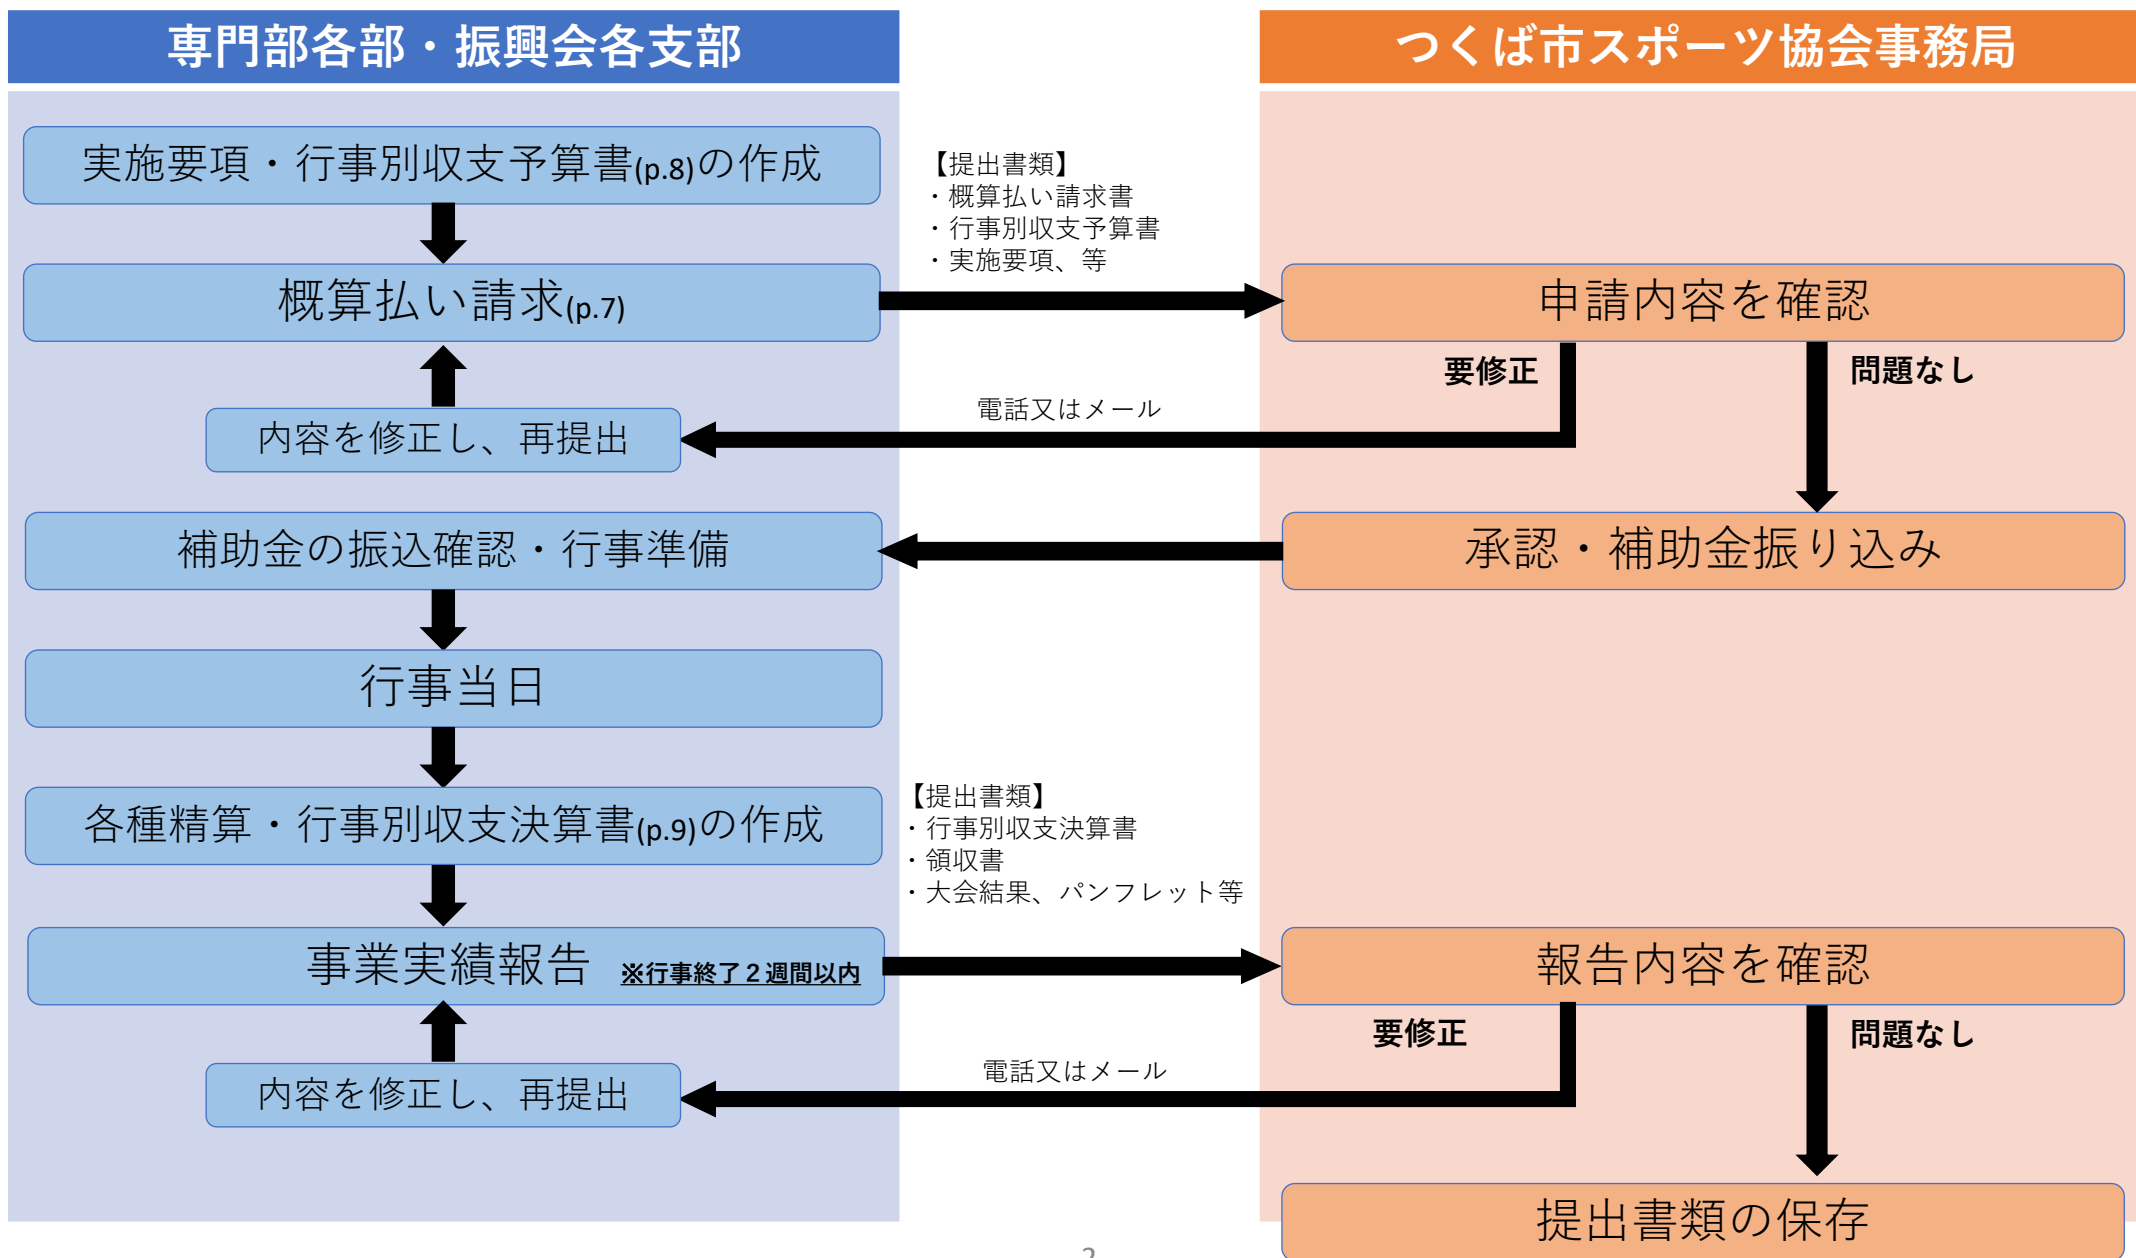 専門部各部・振興会各支部
つくば市スポーツ協会事務局
実施要項・行事別収支予算書(p.8)の作成
【提出書類】
・概算払い請求書
・行事別収支予算書
・実施要項、等
概算払い請求(p.7)
申請内容を確認
要修正
問題なし
電話又はメール
内容を修正し、再提出
補助金の振込確認・行事準備
承認・補助金振り込み
行事当日
各種精算・行事別収支決算書(p.9)の作成
【提出書類】
・行事別収支決算書
・領収書
・大会結果、パンフレット等
事業実績報告 ※行事終了2週間以内
報告内容を確認
要修正
問題なし
電話又はメール
内容を修正し、再提出
提出書類の保存
2